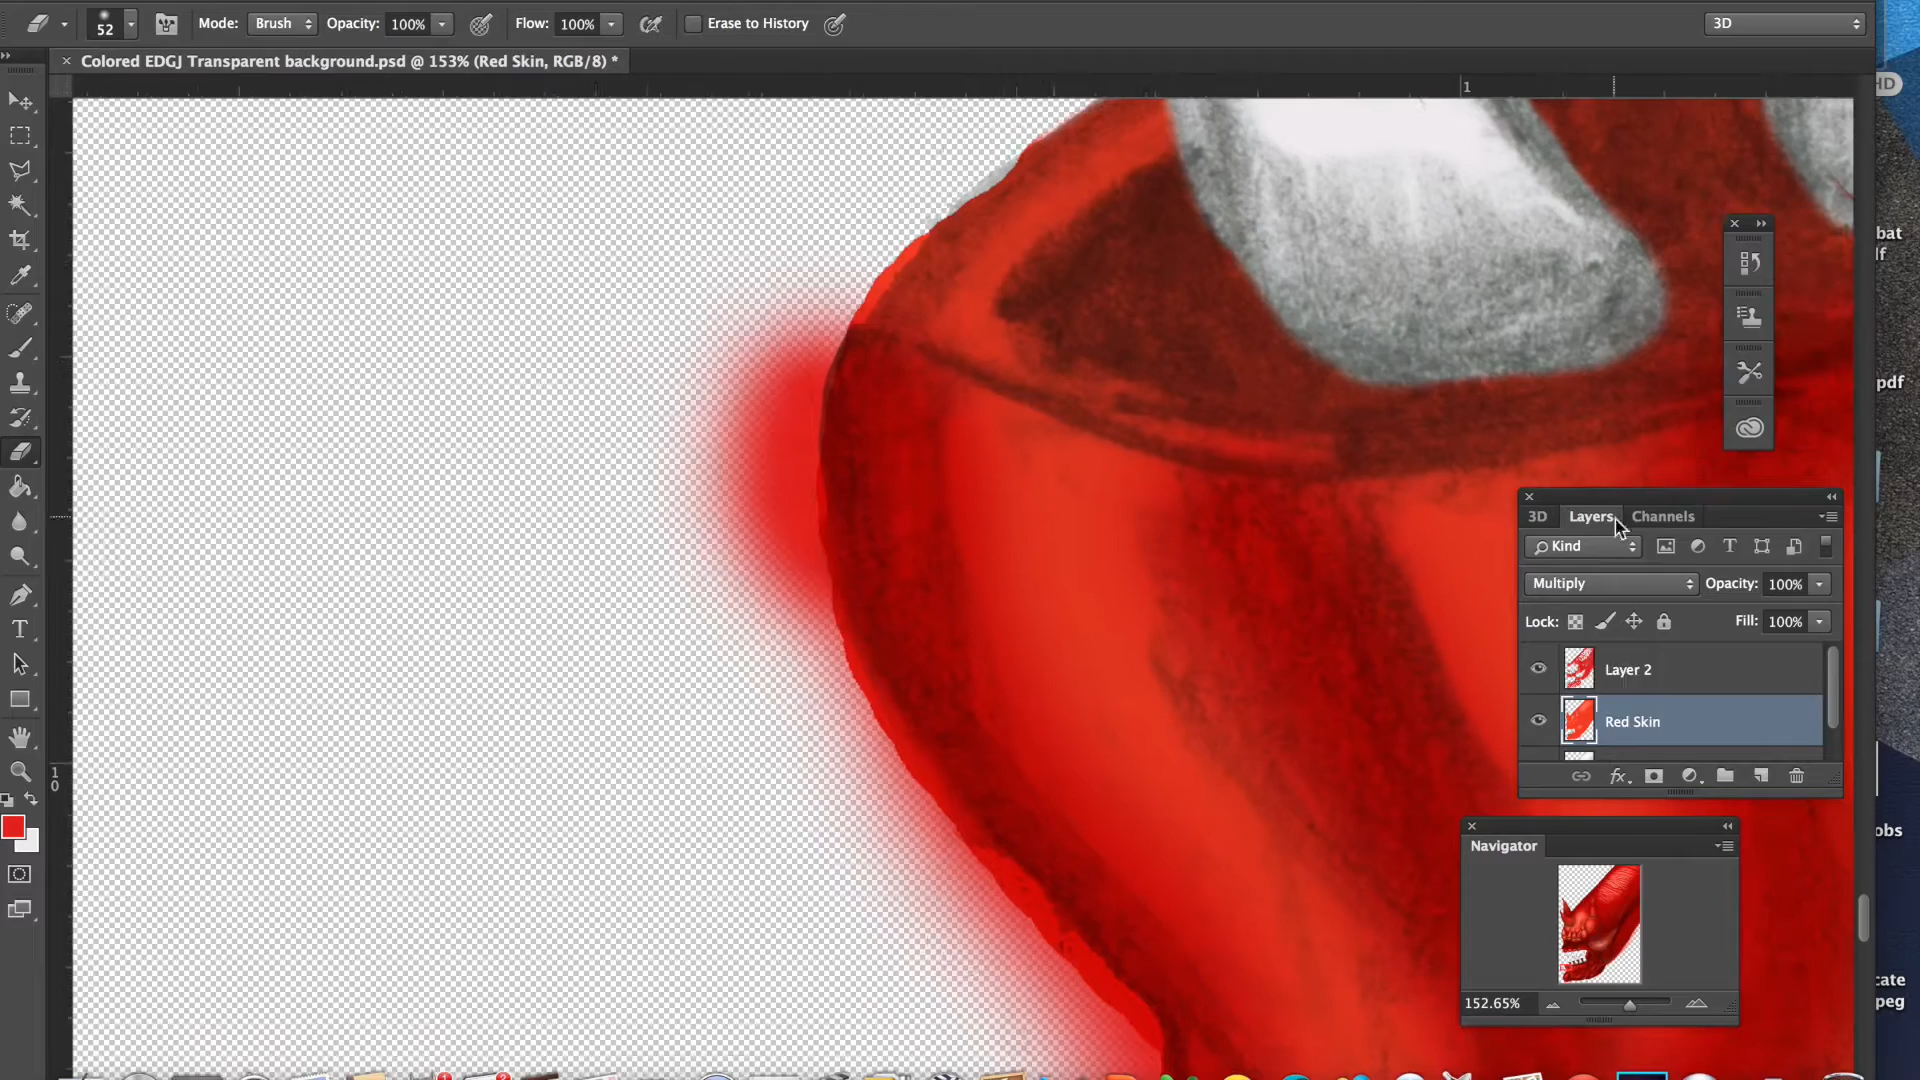 52 Mode: Brush Opacity: 100% Flow: 100% Erase to History 3D
× Colored EDGJ Transparent background.psd @ 153% (Red Skin, RGB/8) *
HD
1
bat
lf
pdf
3D Layers Channels
Kind
Multiply Opacity: 100%
Lock: Fill: 100%
Layer 2
Red Skin
10
obs
Navigator
cate
peg
152.65%